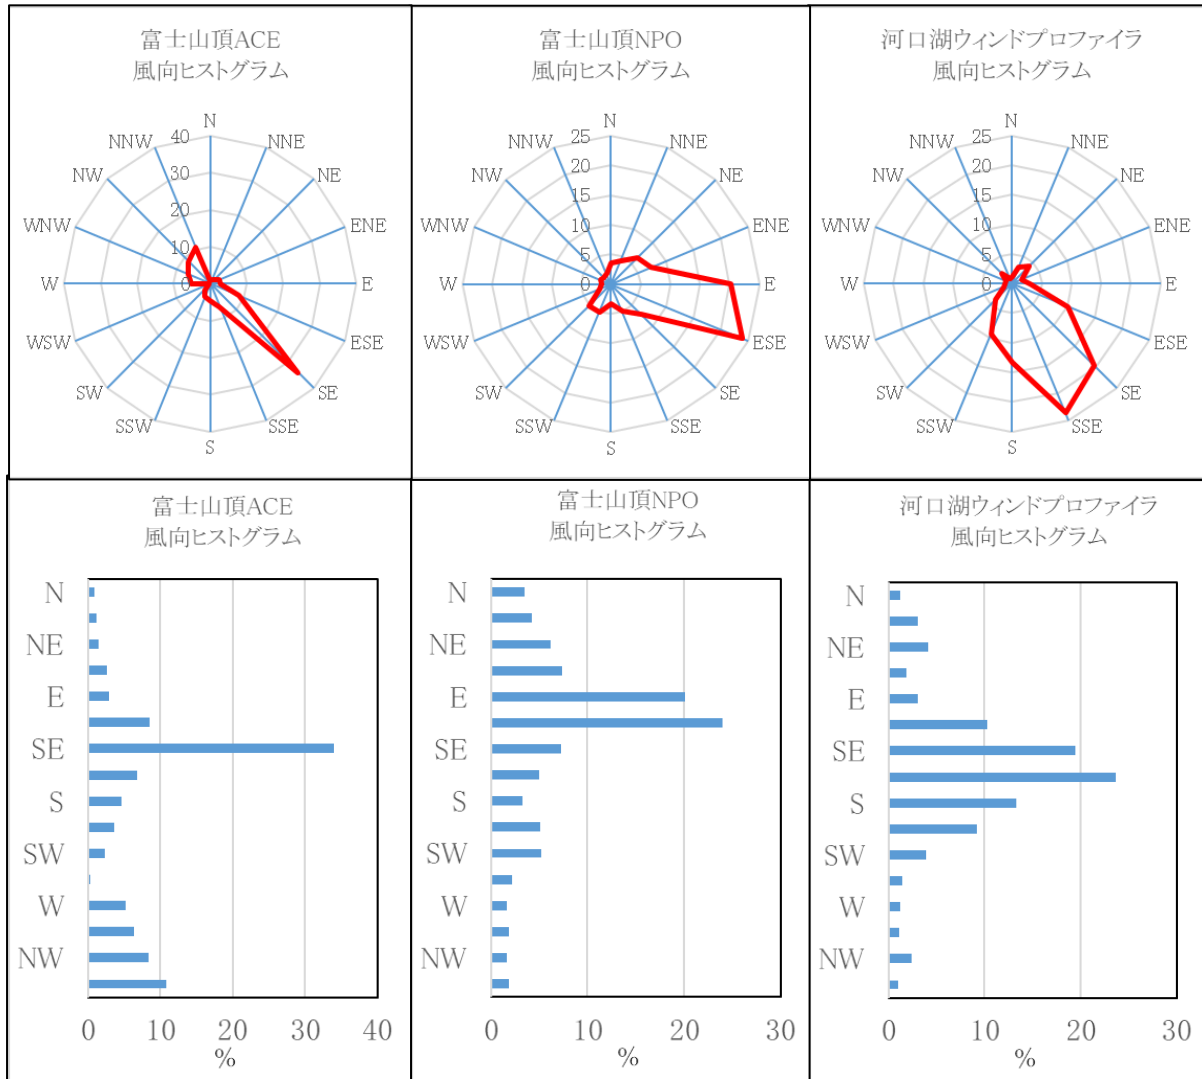 富士山頂ACE
風向ヒストグラム
N
NNE
NE
ENE
E
ESE
SE
SSE
S
SSW
SW
WSW
W
WNW
NW
NNW
40
30
20
10
0
富士山頂NPO
風向ヒストグラム
N
NNE
NE
ENE
E
ESE
SE
SSE
S
SSW
SW
WSW
W
WNW
NW
NNW
25
20
15
10
5
0
河口湖ウィンドプロファイラ
風向ヒストグラム
N
NNE
NE
ENE
E
ESE
SE
SSE
S
SSW
SW
WSW
W
WNW
NW
NNW
25
20
15
10
5
0
富士山頂ACE
風向ヒストグラム
N
NE
E
SE
S
SW
W
NW
0 10 20 30 40
%
富士山頂NPO
風向ヒストグラム
N
NE
E
SE
S
SW
W
NW
0 10 20 30
%
河口湖ウィンドプロファイラ
風向ヒストグラム
N
NE
E
SE
S
SW
W
NW
0 10 20 30
%